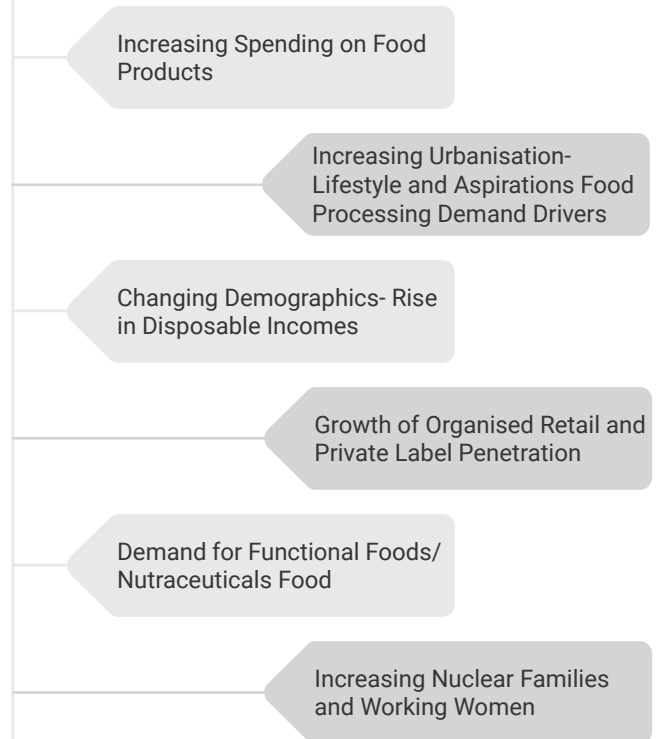 Increasing Spending on Food
Products
Increasing Urbanisation-
Lifestyle and Aspirations Food
Processing Demand Drivers
Changing Demographics- Rise
in Disposable Incomes
Growth of Organised Retail and
Private Label Penetration
Demand for Functional Foods/
Nutraceuticals Food
Increasing Nuclear Families
and Working Women